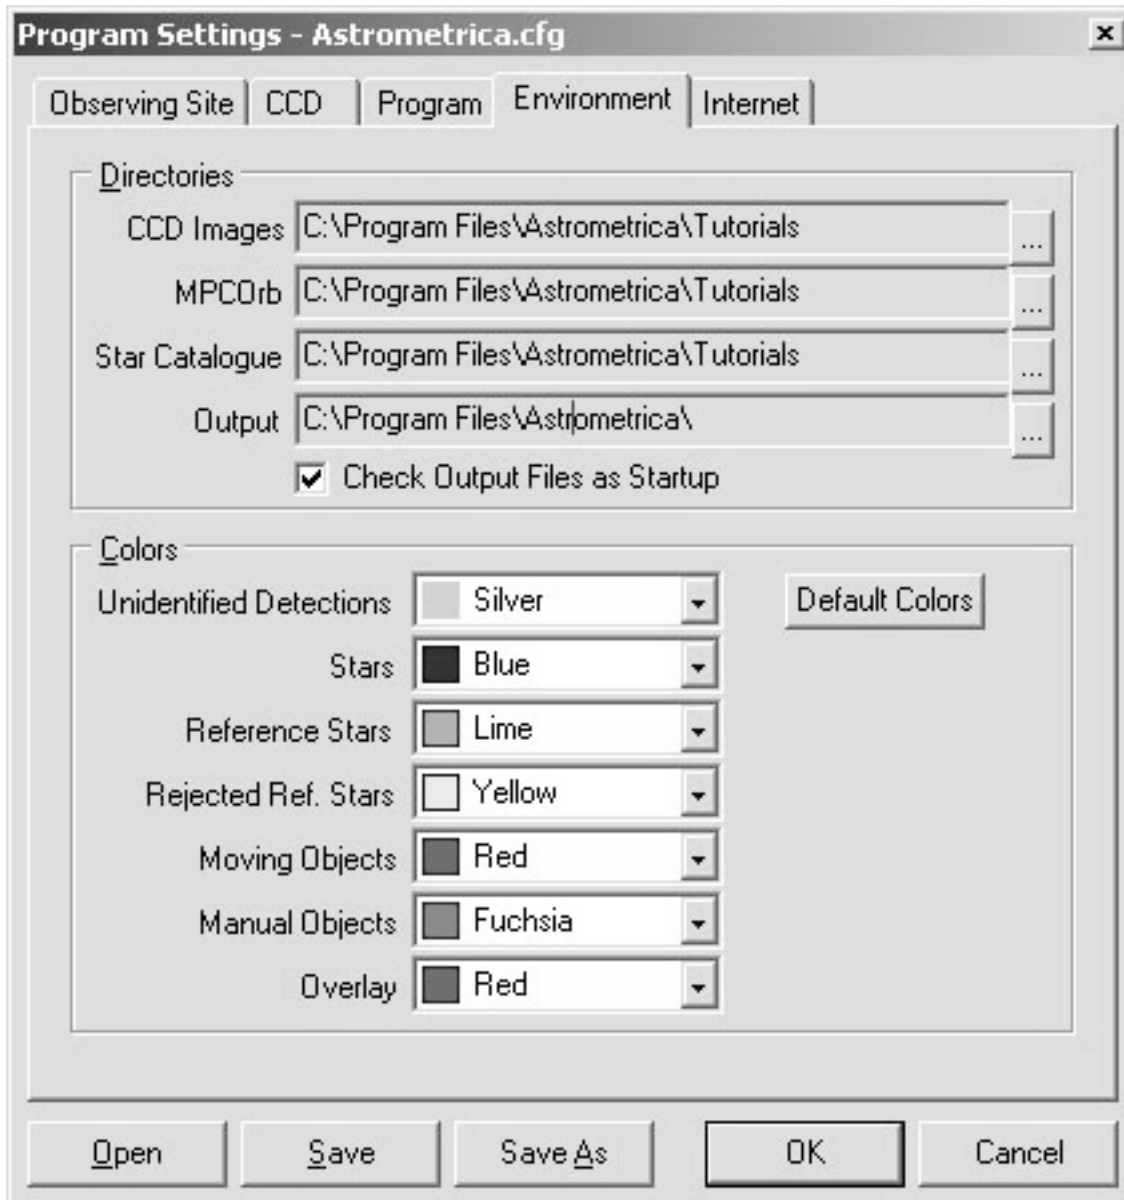 Program Settings - Astrometrica.cfg
Observing Site CCD Program Environment Internet
Directories
CCD Images C:\Program Files\Astrometrica\Tutorials ...
MPCOrb C:\Program Files\Astrometrica\Tutorials ...
Star Catalogue C:\Program Files\Astrometrica\Tutorials ...
Output C:\Program Files\Astrometrica\ ...
Check Output Files as Startup
Colors
Unidentified Detections Silver Default Colors
Stars Blue
Reference Stars Lime
Rejected Ref. Stars Yellow
Moving Objects Red
Manual Objects Fuchsia
Overlay Red
Open Save Save As OK Cancel